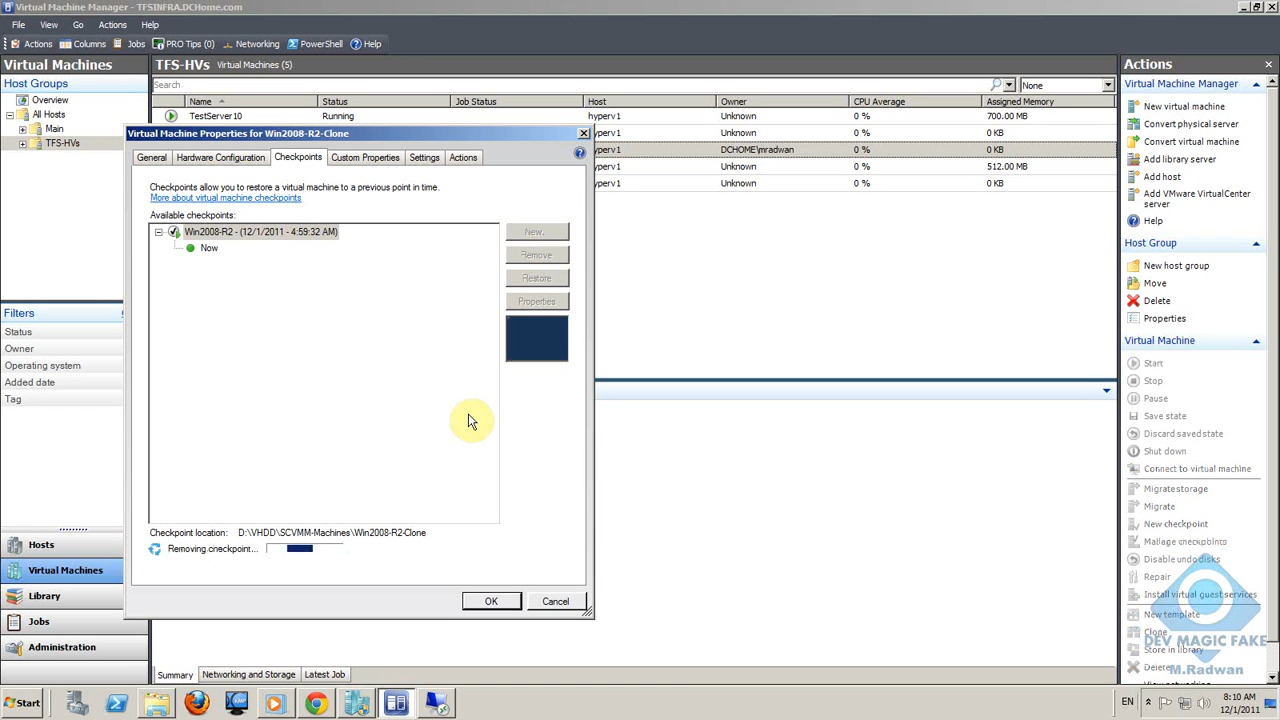 Virtual Machine Manager - TFSINFRA.DCHome.com
File View Go Actions Help
Actions Columns Jobs PRO Tips (0) Networking PowerShell Help
Virtual Machines
Host Groups
Overview
All Hosts
Main
TFS-HVs
Filters
Status
Owner
Operating system
Added date
Tag
Hosts
Virtual Machines
Library
Jobs
Administration
TFS-HVs Virtual Machines (5)
Search None
Name Status Job Status Host Owner CPU Average Assigned Memory
TestServer10 Running hyperv1 Unknown 0 % 700.00 MB
yperv1 Unknown 0 % 0 KB
yperv1 DCHOME\mradwan 0 % 0 KB
yperv1 Unknown 0 % 512.00 MB
yperv1 Unknown 0 % 0 KB
Virtual Machine Properties for Win2008-R2-Clone
General Hardware Configuration Checkpoints Custom Properties Settings Actions
Checkpoints allow you to restore a virtual machine to a previous point in time.
More about virtual machine checkpoints
Available checkpoints:
Win2008-R2 - (12/1/2011 - 4:59:32 AM)
Now
New.
Remove
Restore
Properties
Checkpoint location: D:\VHDD\SCVMM-Machines\Win2008-R2-Clone
Removing checkpoint...
OK Cancel
Summary Networking and Storage Latest Job
Actions
Virtual Machine Manager
New virtual machine
Convert physical server
Convert virtual machine
Add library server
Add host
Add VMware VirtualCenter
server
Help
Host Group
New host group
Move
Delete
Properties
Virtual Machine
Start
Stop
Pause
Save state
Discard saved state
Shut down
Connect to virtual machine
Migrate storage
Migrate
New checkpoint
Manage checkpoints
Disable undo disks
Repair
Install virtual guest services
New template
Clone
Store in library
Delete
View networking
DEV MAGIC FAKE
M.Radwan
Start
EN 8:10 AM
12/1/2011